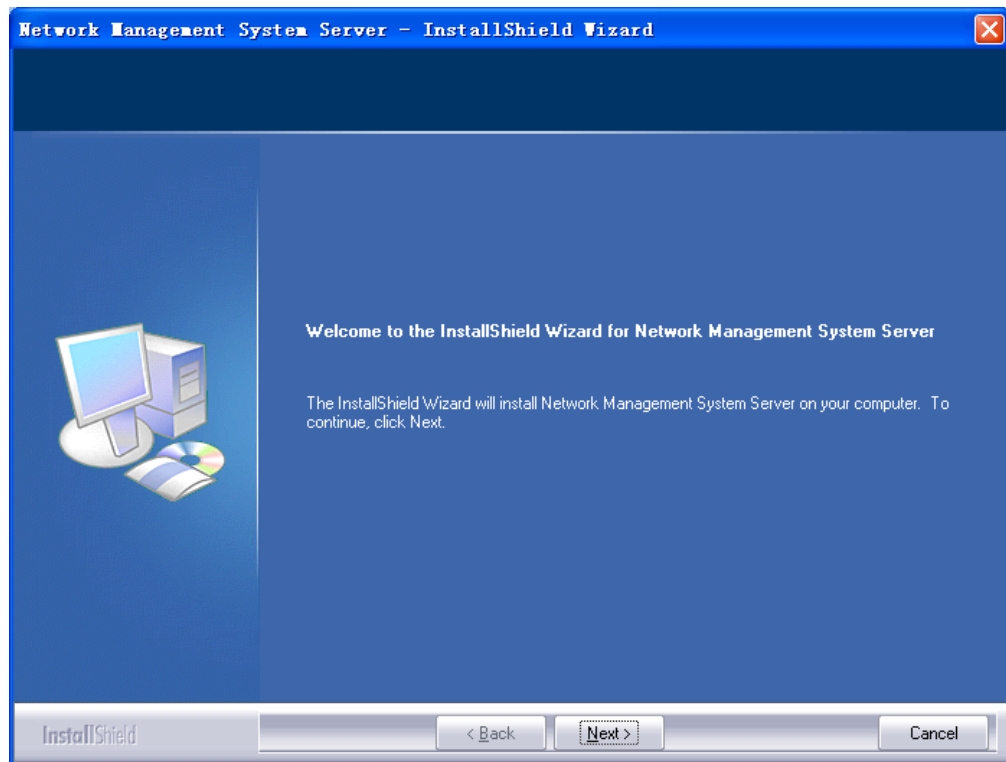 Network Management System Server - InstallShield Wizard
Welcome to the InstallShield Wizard for Network Management System Server
The InstallShield Wizard will install Network Management System Server on your computer. To
continue, click Next.
InstallShield
< Back
Next >
Cancel